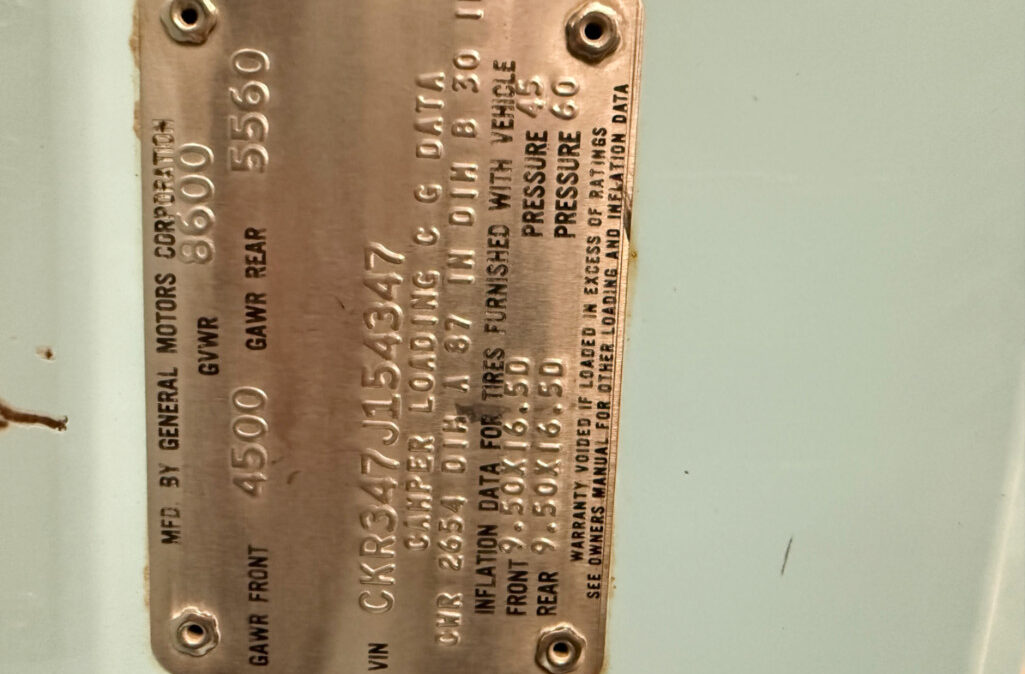 MFD. BY GENERAL MOTORS CORPORATION
GVWR 8600
GAWR FRONT 4500 GAWR REAR 5560
VIN CKR347J154347
CAMPER LOADING C G DATA
CWR 2654 DIM A 87 IN DIM B 30
INFLATION DATA FOR TIRES FURNISHED WITH VEHICLE
FRONT 9.50X16.5D PRESSURE 45
REAR 9.50X16.5D PRESSURE 60
WARRANTY VOIDED IF LOADED IN EXCESS OF RATINGS
SEE OWNERS MANUAL FOR OTHER LOADING AND INFLATION DATA